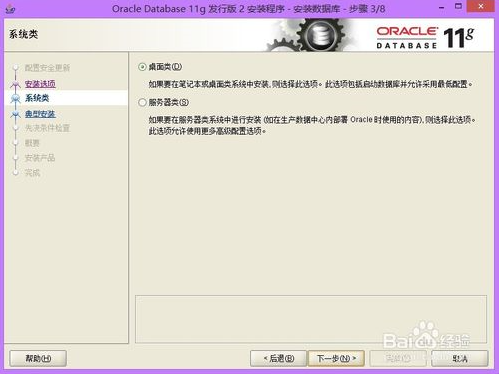 Oracle Database 11g 发行版 2 安装程序 - 安装数据库 - 步骤 3/8
系统类
ORACLE
DATABASE 11g
配置安全更新
安装选项
系统类
典型安装
先决条件检查
概要
安装产品
完成
桌面类(D)
如果要在笔记本或桌面类系统中安装, 则选择此选项。此选项包括启动数据库并允许采用最低配置。
服务器类(S)
如果要在服务器类系统中进行安装 (如在生产数据中心内部署 Oracle 时使用的内容), 则选择此选项。
此选项允许使用更多高级配置选项。
Baidu 经验
帮助(H)
< 后退(B)
下一步(N) >
完成(F)
取消